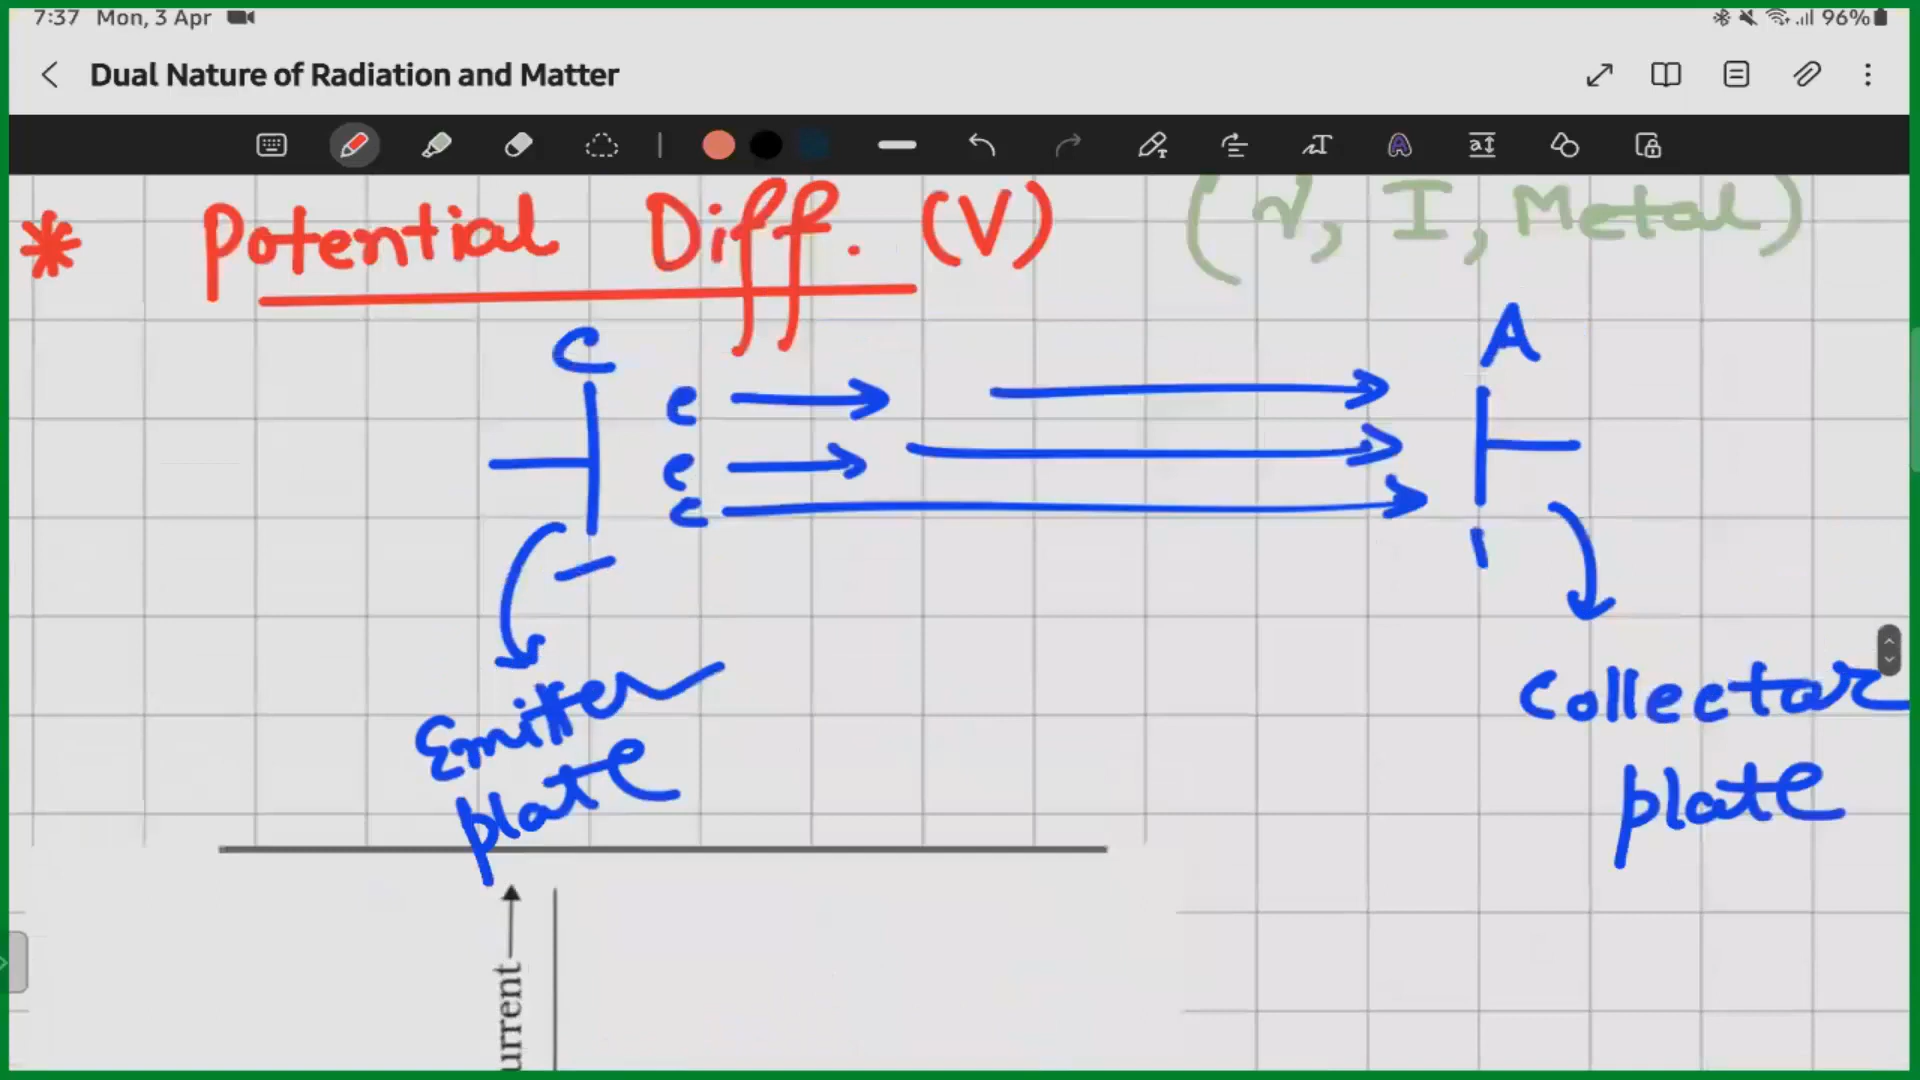 7:37 Mon, 3 Apr 96%
Dual Nature of Radiation and Matter
* Potential Diff. (V) (ν, I, Metal)
C A
e
e
e
Emitter
plate
Collector
plate
urrent